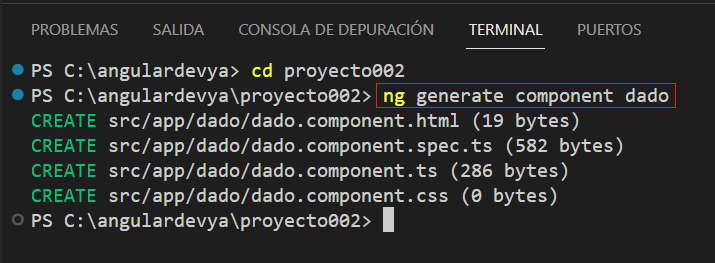 PROBLEMAS SALIDA CONSOLA DE DEPURACIÓN TERMINAL PUERTOS
PS C:\angulardevya> cd proyecto002
PS C:\angulardevya\proyecto002> ng generate component dado
CREATE src/app/dado/dado.component.html (19 bytes)
CREATE src/app/dado/dado.component.spec.ts (582 bytes)
CREATE src/app/dado/dado.component.ts (286 bytes)
CREATE src/app/dado/dado.component.css (0 bytes)
PS C:\angulardevya\proyecto002>